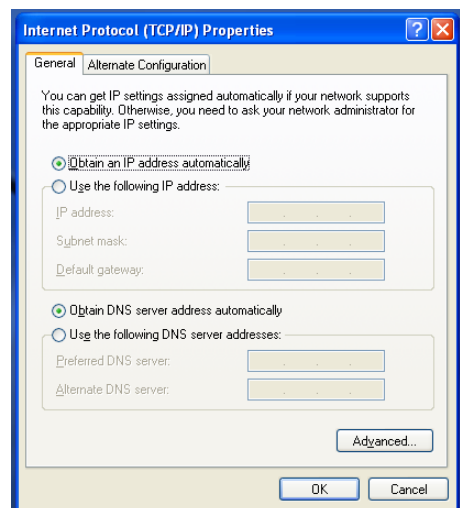 Internet Protocol (TCP/IP) Properties
General
Alternate Configuration
You can get IP settings assigned automatically if your network supports
this capability. Otherwise, you need to ask your network administrator for
the appropriate IP settings.
Obtain an IP address automatically
Use the following IP address:
IP address:
Subnet mask:
Default gateway:
Obtain DNS server address automatically
Use the following DNS server addresses:
Preferred DNS server:
Alternate DNS server:
Advanced...
OK
Cancel